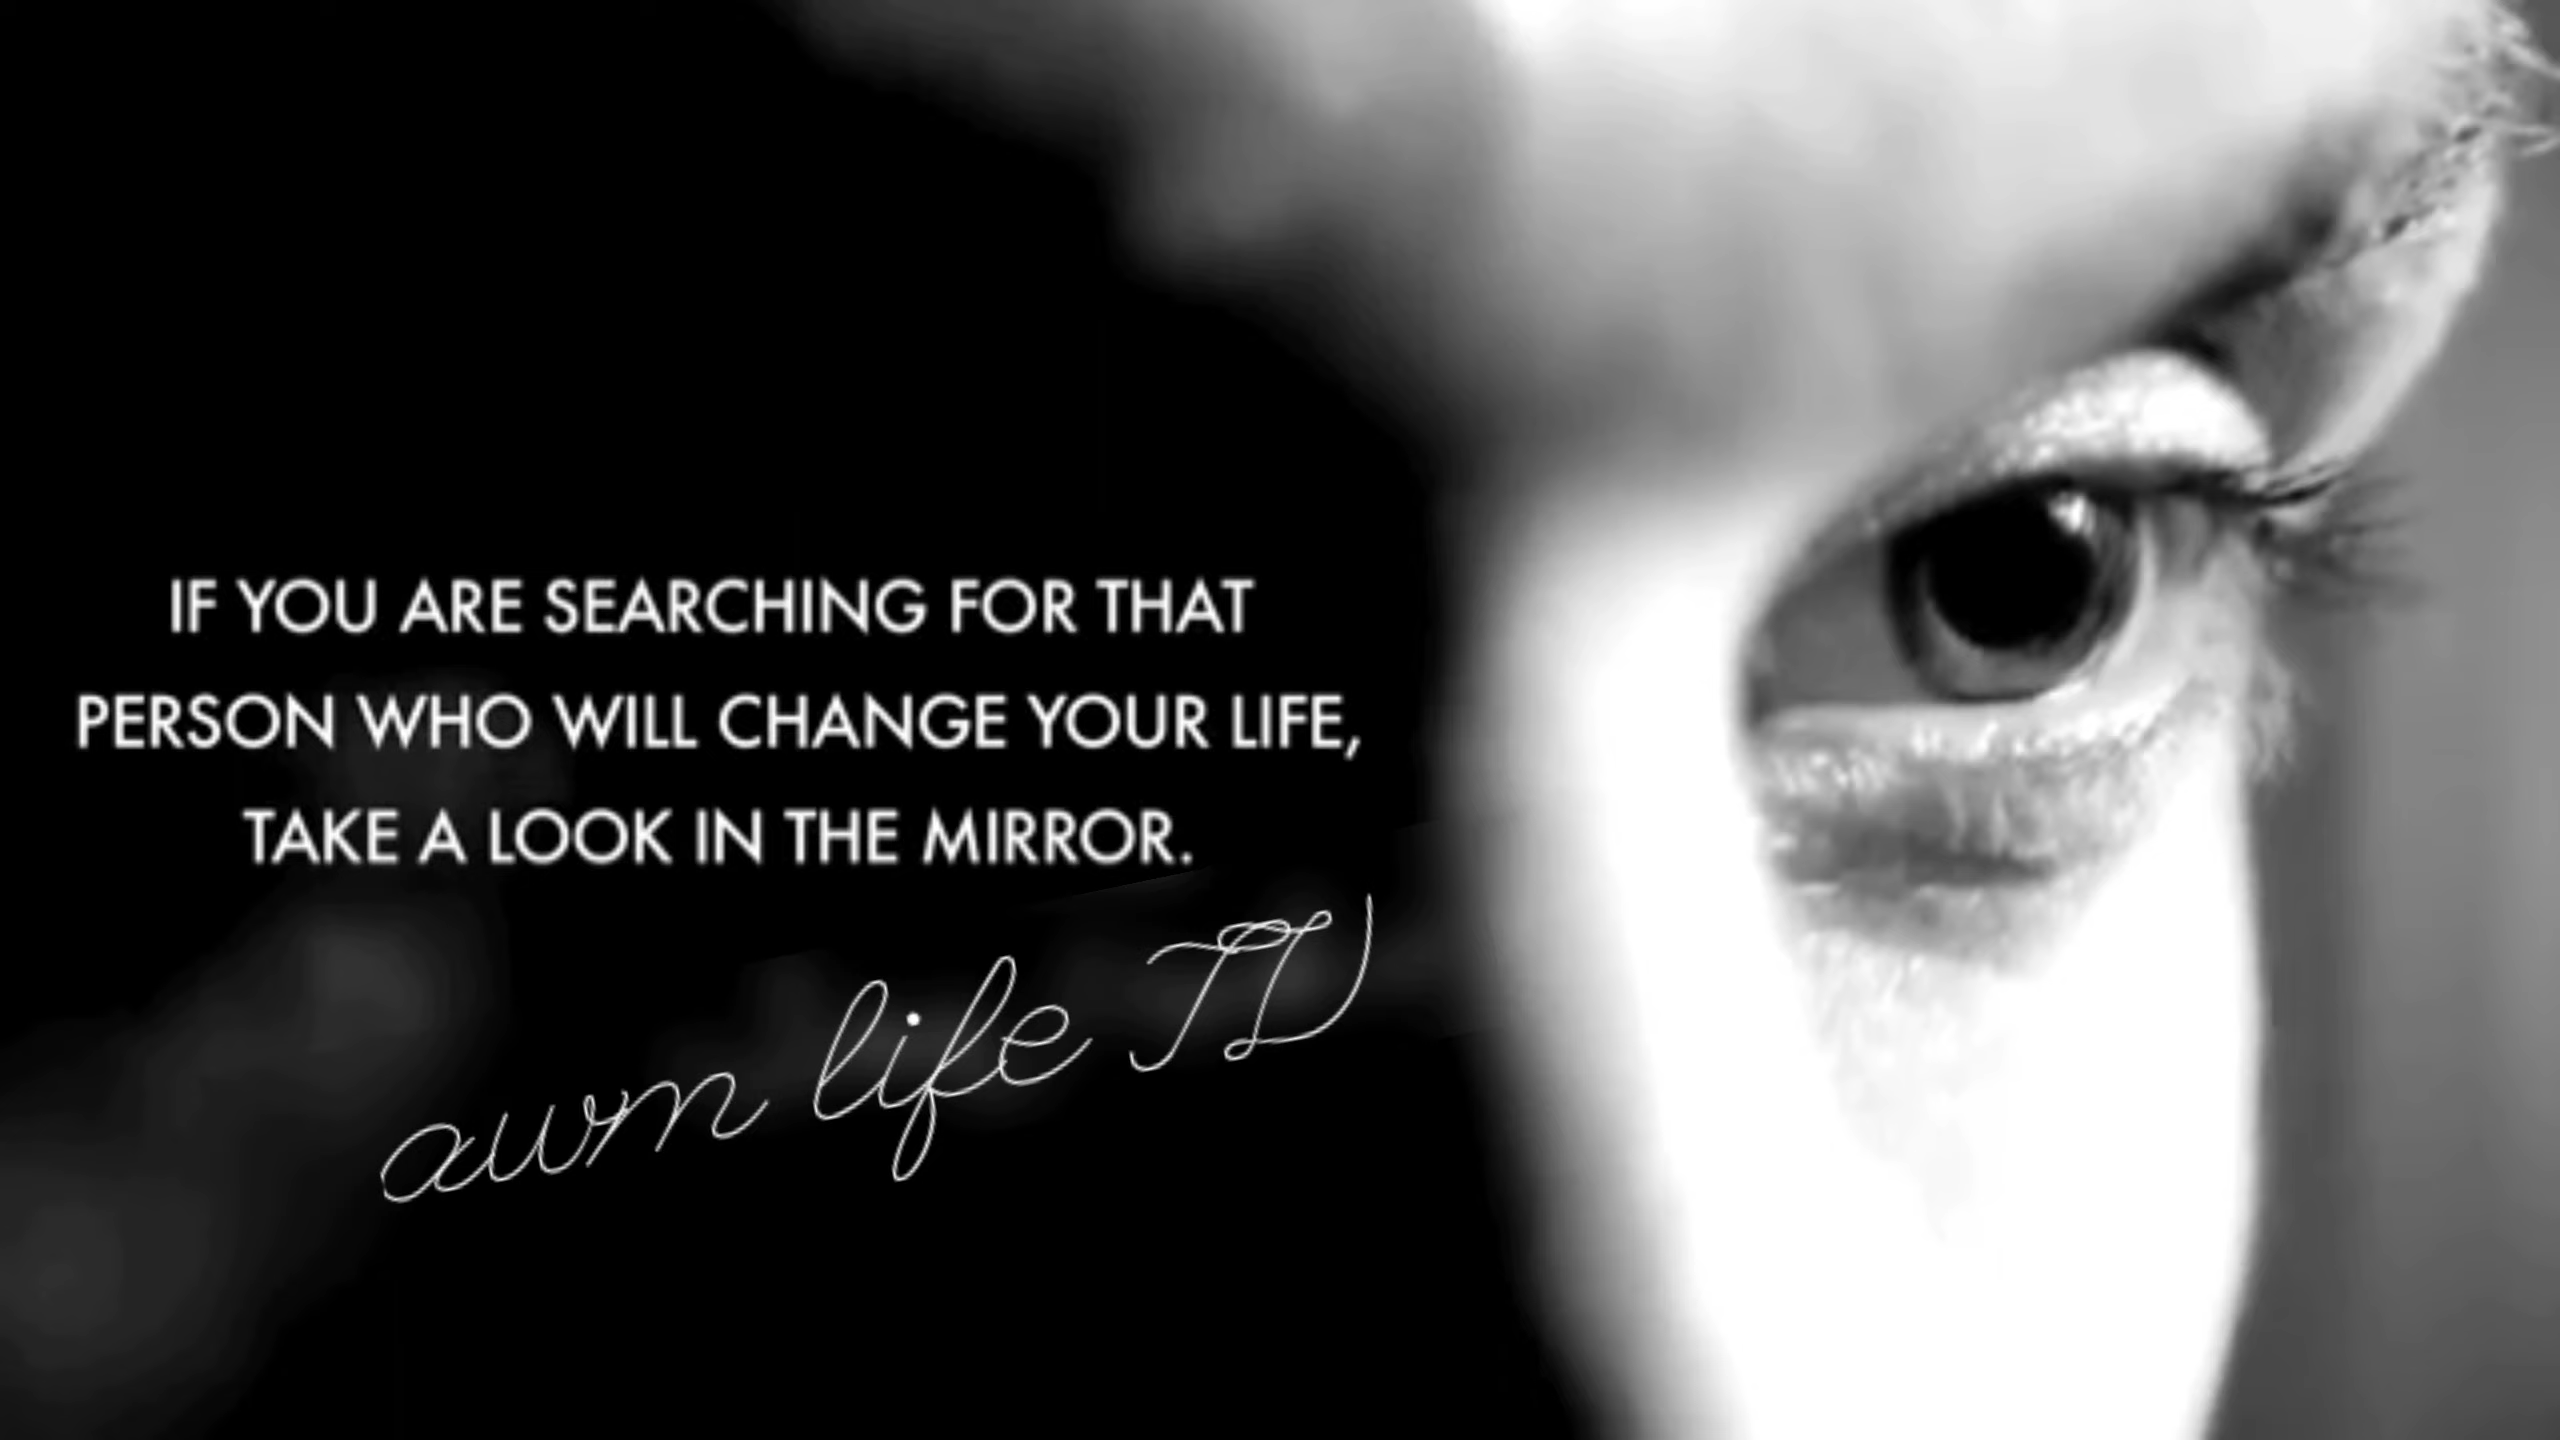 IF YOU ARE SEARCHING FOR THAT
PERSON WHO WILL CHANGE YOUR LIFE,
TAKE A LOOK IN THE MIRROR.
awm life